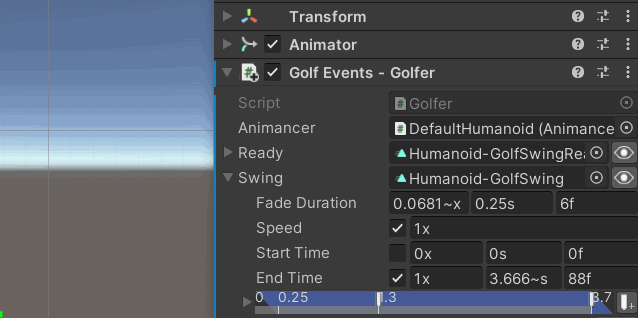 Transform
Animator
Golf Events - Golfer
Script Golfer
Animancer DefaultHumanoid (Animance
Ready Humanoid-GolfSwingRea
Swing Humanoid-GolfSwing
Fade Duration 0.0681~x 0.25s 6f
Speed 1x
Start Time 0x 0s 0f
End Time 1x 3.666~s 88f
0 0.25 1.3 3.7